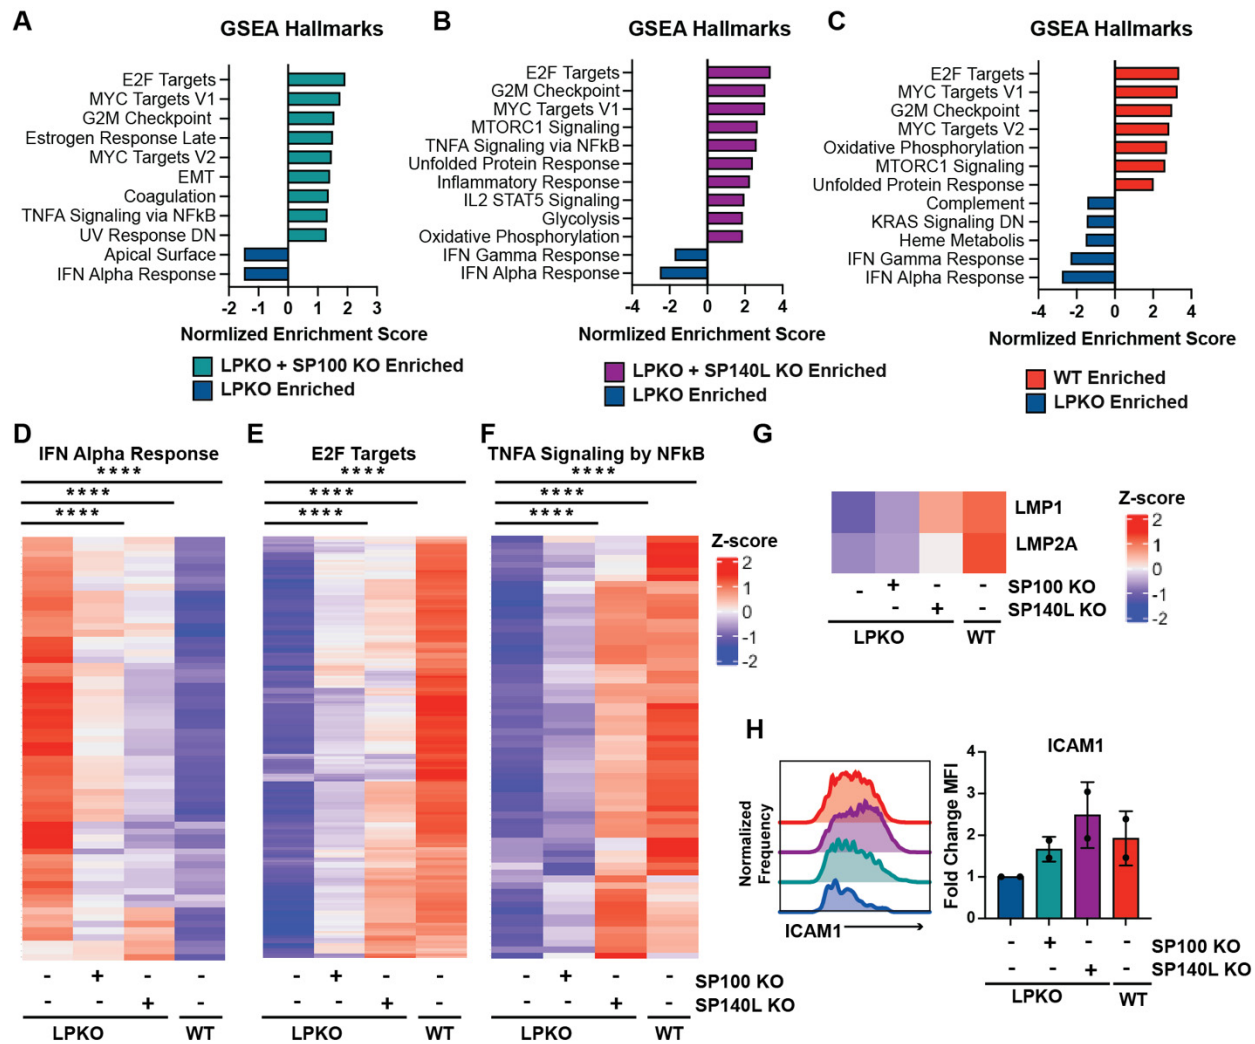 A
GSEA Hallmarks
E2F Targets
MYC Targets V1
G2M Checkpoint
Estrogen Response Late
MYC Targets V2
EMT
Coagulation
TNFA Signaling via NFkB
UV Response DN
Apical Surface
IFN Alpha Response
-2 -1 0 1 2 3
Normlized Enrichment Score
LPKO + SP100 KO Enriched
LPKO Enriched
B
GSEA Hallmarks
E2F Targets
G2M Checkpoint
MYC Targets V1
MTORC1 Signaling
TNFA Signaling via NFkB
Unfolded Protein Response
Inflammatory Response
IL2 STAT5 Signaling
Glycolysis
Oxidative Phosphorylation
IFN Gamma Response
IFN Alpha Response
-4 -2 0 2 4
Normlized Enrichment Score
LPKO + SP140L KO Enriched
LPKO Enriched
C
GSEA Hallmarks
E2F Targets
MYC Targets V1
G2M Checkpoint
MYC Targets V2
Oxidative Phosphorylation
MTORC1 Signaling
Unfolded Protein Response
Complement
KRAS Signaling DN
Heme Metabolis
IFN Gamma Response
IFN Alpha Response
-4 -2 0 2 4
Normlized Enrichment Score
WT Enriched
LPKO Enriched
D
IFN Alpha Response
****
****
****
- + - -
- - + -
LPKO WT
E
E2F Targets
****
****
****
- + - -
- - + -
LPKO WT
F
TNFA Signaling by NFkB
****
****
****
Z-score
2
1
0
-1
-2
- + - - SP100 KO
- - + - SP140L KO
LPKO WT
G
LMP1
LMP2A
Z-score
2
1
0
-1
-2
- + - - SP100 KO
- + - SP140L KO
LPKO WT
H
Normalized
Frequency
ICAM1
ICAM1
Fold Change MFI
4
3
2
1
0
- + - - SP100 KO
- - + - SP140L KO
LPKO WT